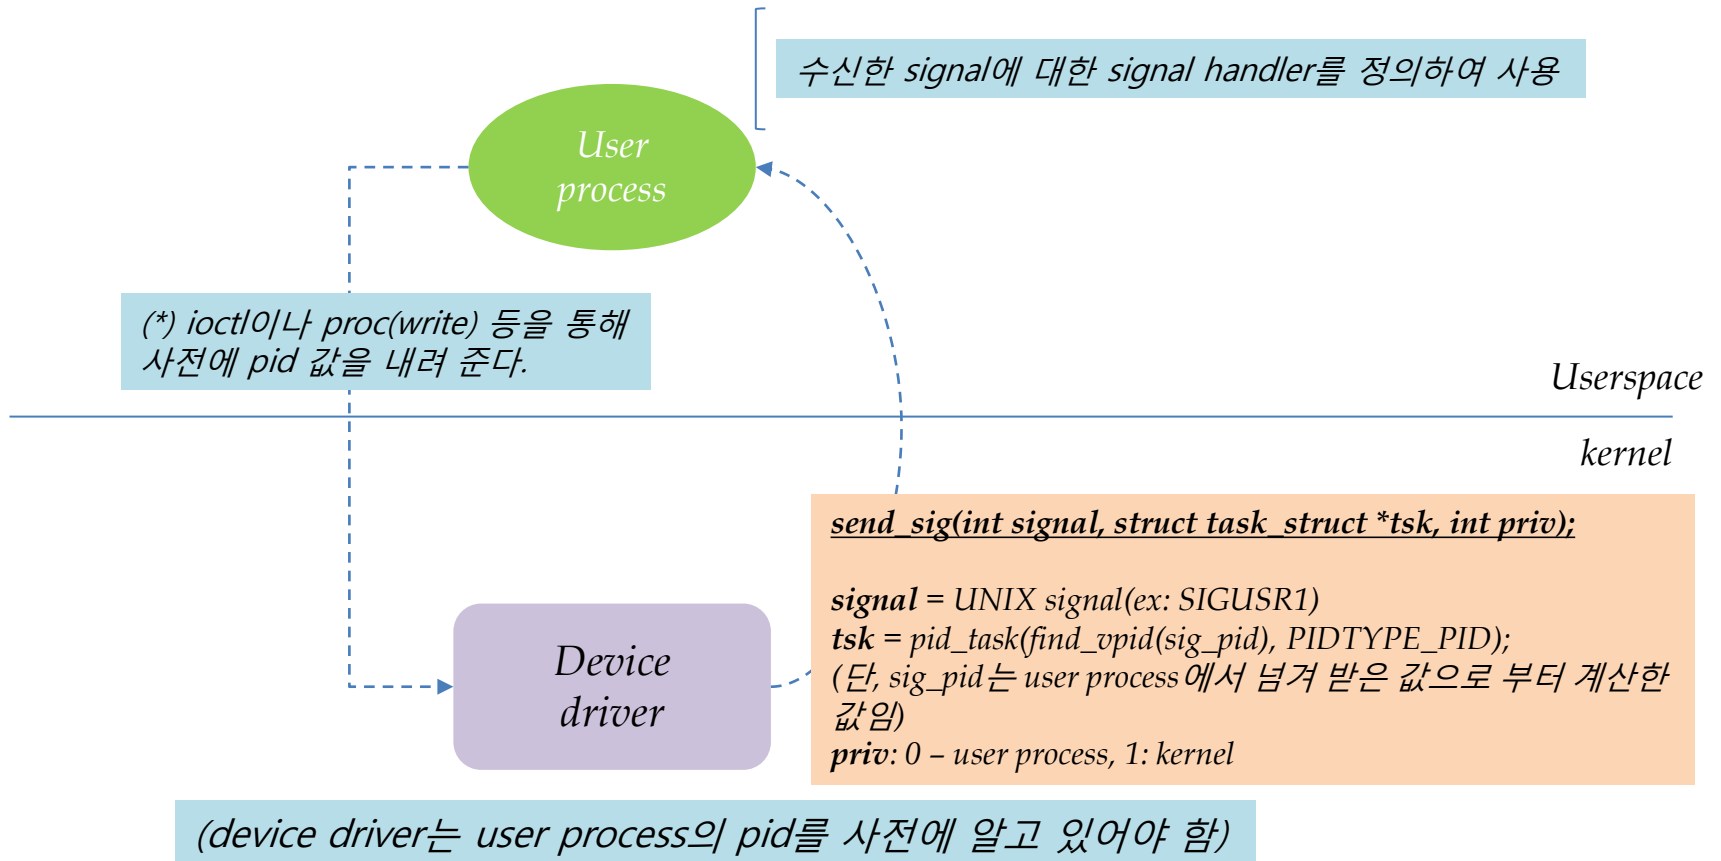 수신한 signal에 대한 signal handler를 정의하여 사용
User
process
(*) ioctl이나 proc(write) 등을 통해
사전에 pid 값을 내려 준다.
Userspace
kernel
send_sig(int signal, struct task_struct *tsk, int priv);
signal = UNIX signal(ex: SIGUSR1)
tsk = pid_task(find_vpid(sig_pid), PIDTYPE_PID);
(단, sig_pid는 user process에서 넘겨 받은 값으로 부터 계산한
값임)
priv: 0 – user process, 1: kernel
Device
driver
(device driver는 user process의 pid를 사전에 알고 있어야 함)